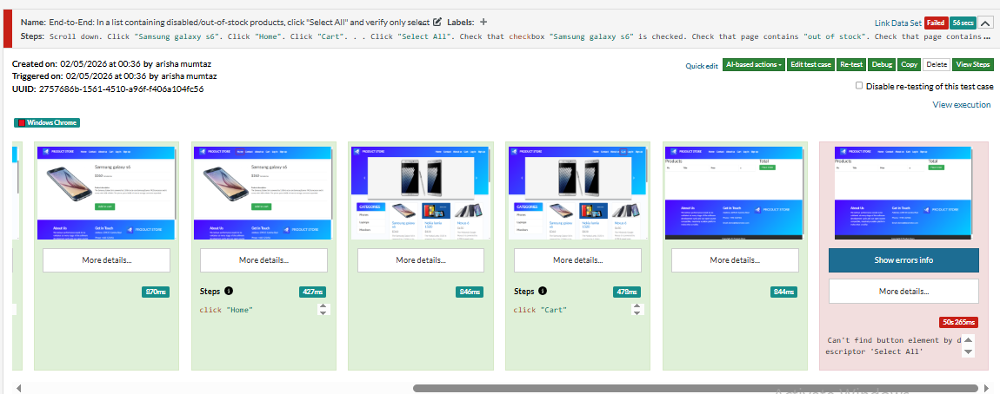 Name: End-to-End: In a list containing disabled/out-of-stock products, click "Select All" and verify only select... Labels: +
Link Data Set Failed 56secs
Steps: Scroll down. Click "Samsung galaxy s6". Click "Home". Click "Cart". . . Click "Select All". Check that checkbox "Samsung galaxy s6" is checked. Check that page contains "out of stock". Check that page contains ...
Created on: 02/05/2026 at 00:36 by arisha mumtaz
Triggered on: 02/05/2026 at 00:36 by arisha mumtaz
UUID: 2757686b-1561-4510-a96f-f406a104fc56
Quick edit AI-based actions Edit test case Re-test Debug Copy Delete View Steps
Disable re-testing of this test case
View execution
Windows Chrome
PRODUCT STORE PRODUCT STORE PRODUCT STORE PRODUCT STORE PRODUCT STORE PRODUCT STORE
Samsung galaxy s6 Samsung galaxy s6
$360 $360
Products Total Products Total
CATEGORIES CATEGORIES
About Us Get in Touch PRODUCT STORE About Us Get in Touch PRODUCT STORE
About Us Get in Touch PRODUCT STORE About Us Get in Touch PRODUCT STORE
More details... More details... More details... More details... More details... Show errors info
More details...
870ms Steps 427ms 846ms Steps 478ms 844ms
click "Home" click "Cart"
50s 265ms
Can't find button element by d
escriptor 'Select All'